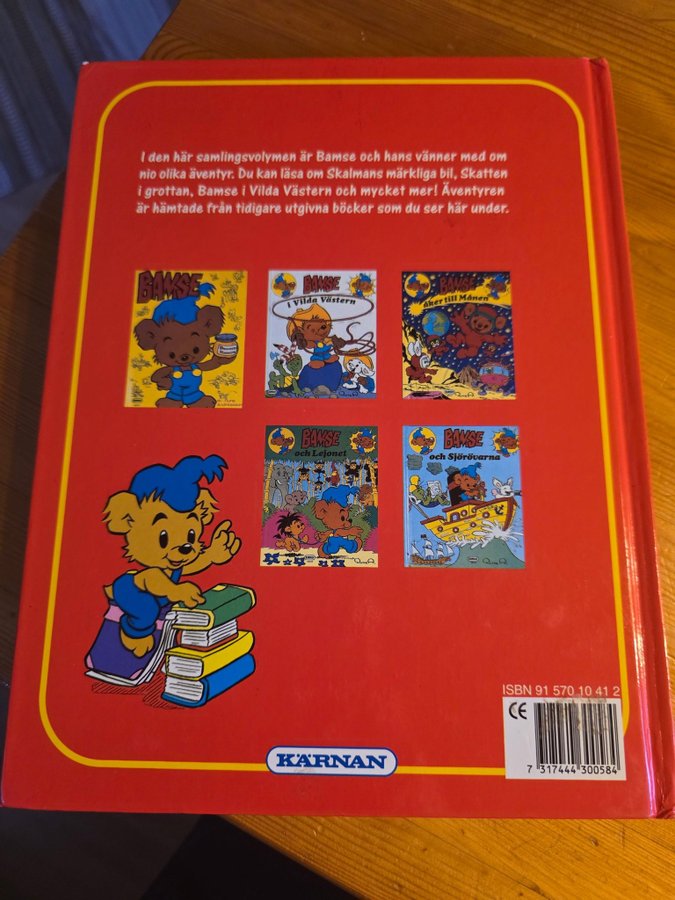 I den här samlingsvolymen är Bamse och hans vänner med om
nio olika äventyr. Du kan läsa om Skalmans märkliga bil, Skatten
i grottan, Bamse i Vilda Västern och mycket mer! Äventyren
är hämtade från tidigare utgivna böcker som du ser här under.
BAMSE
BAMSE
i Vilda Västern
BAMSE
åker till Månen
BAMSE
och Lejonet
BAMSE
och Sjörövarna
ISBN 91 570 10 41 2
CE
7 317444 300584
KÄRNAN